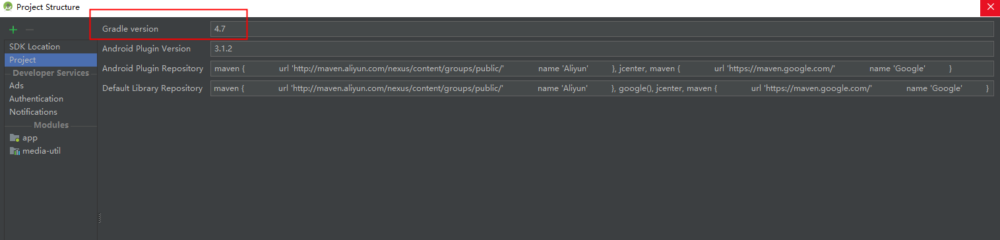 Project Structure
Gradle version 4.7
SDK Location
Android Plugin Version 3.1.2
Project
Android Plugin Repository maven { url 'http://maven.aliyun.com/nexus/content/groups/public/' name 'Aliyun' }, jcenter, maven { url 'https://maven.google.com/' name 'Google' }
Developer Services
Default Library Repository maven { url 'http://maven.aliyun.com/nexus/content/groups/public/' name 'Aliyun' }, google(), jcenter, maven { url 'https://maven.google.com/' name 'Google' }
Ads
Authentication
Notifications
Modules
app
media-util